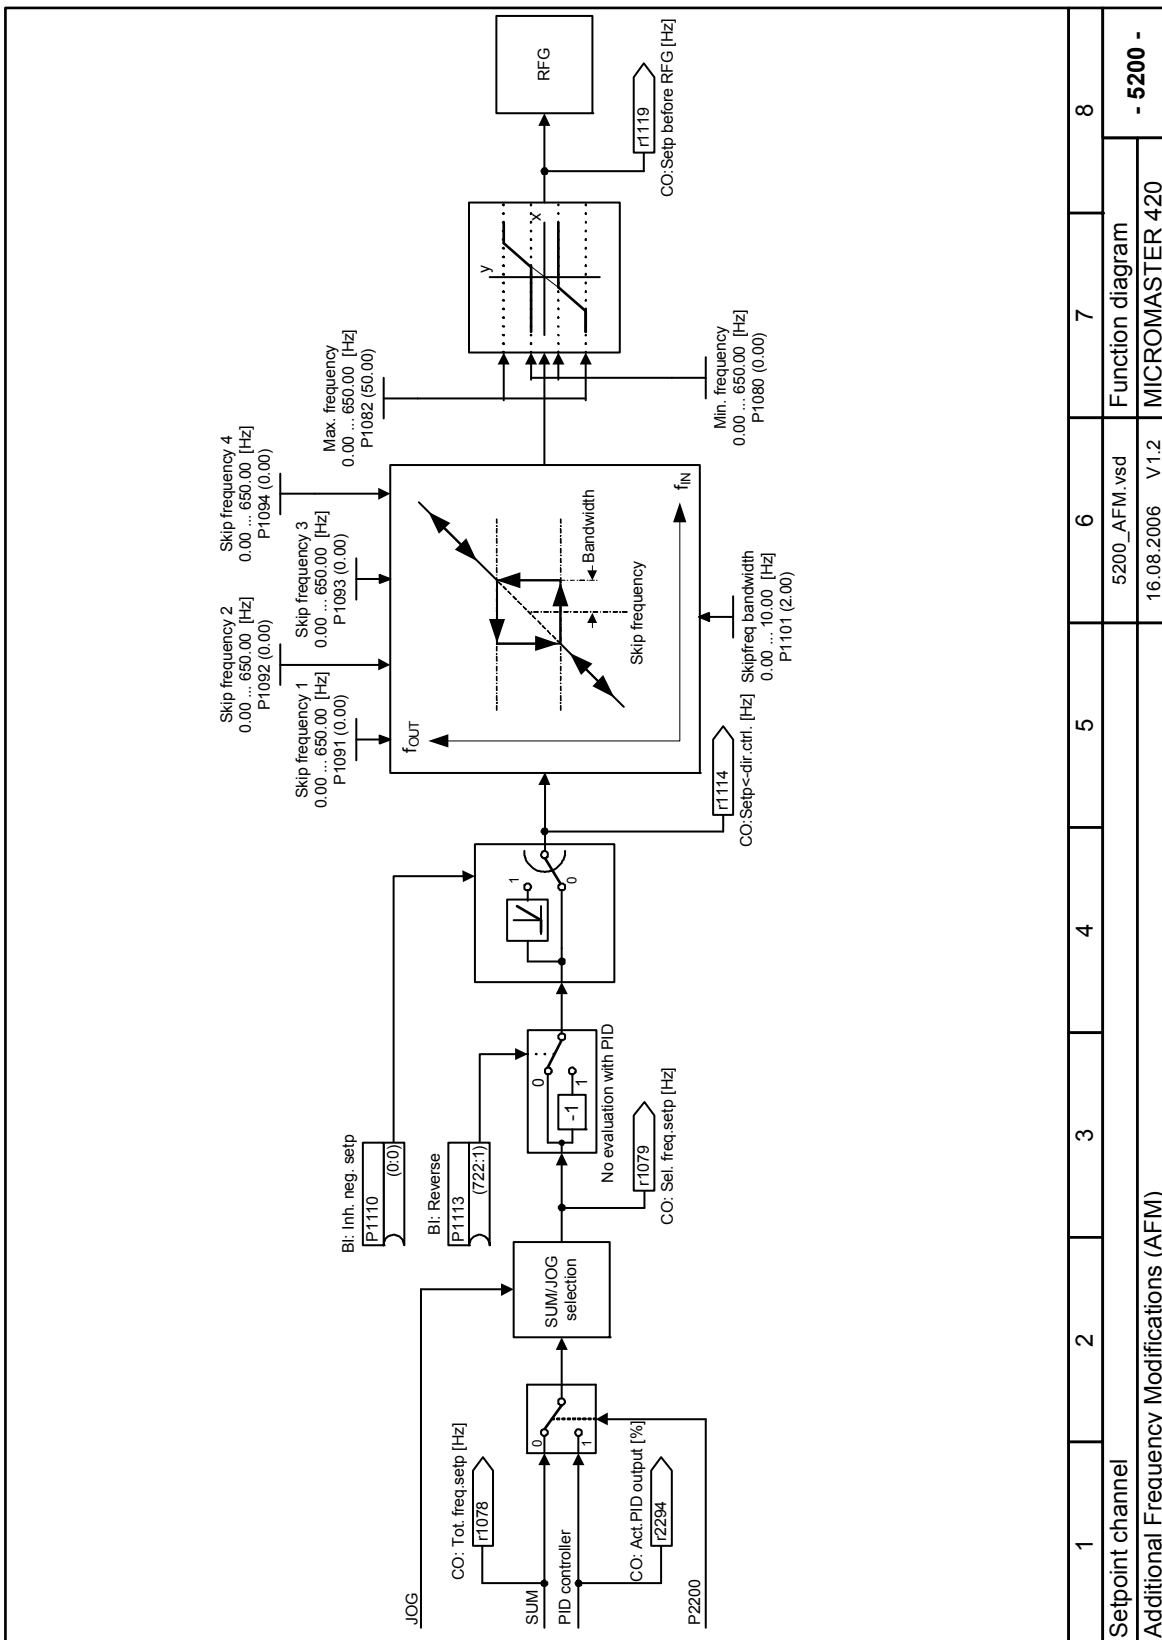 JOG
SUM
PID controller
P2200
CO: Tot. freq.setp [Hz]
r1078
CO: Act.PID output [%]
r2294
0
1
SUM/JOG
selection
BI: Inh. neg. setp
P1110
(0:0)
BI: Reverse
P1113
(722:1)
0
1
-1
No evaluation with PID
r1079
CO: Sel. freq.setp [Hz]
1
0
r1114
CO:Setp<-dir.ctrl. [Hz]
Skip frequency 1
0.00 ... 650.00 [Hz]
P1091 (0.00)
Skip frequency 2
0.00 ... 650.00 [Hz]
P1092 (0.00)
Skip frequency 3
0.00 ... 650.00 [Hz]
P1093 (0.00)
Skip frequency 4
0.00 ... 650.00 [Hz]
P1094 (0.00)
fOUT
fIN
Bandwidth
Skip frequency
Skipfreq bandwidth
0.00 ... 10.00 [Hz]
P1101 (2.00)
Max. frequency
0.00 ... 650.00 [Hz]
P1082 (50.00)
Min. frequency
0.00 ... 650.00 [Hz]
P1080 (0.00)
y
x
r1119
CO:Setp before RFG [Hz]
RFG
1 2 3 4 5 6 7 8
Setpoint channel
5200_AFM.vsd
Function diagram
- 5200 -
Additional Frequency Modifications (AFM)
16.08.2006 V1.2
MICROMASTER 420